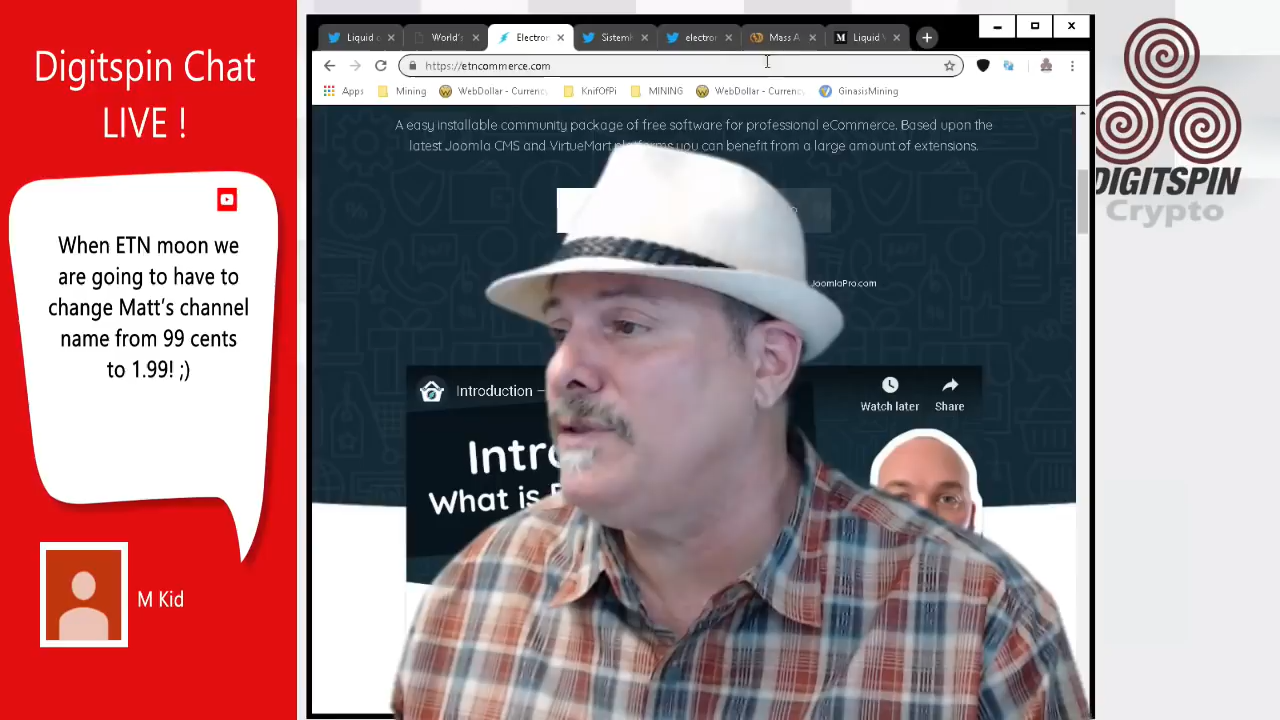 Digitspin Chat
LIVE !
When ETN moon we
are going to have to
change Matt's channel
name from 99 cents
to 1.99! ;)
M Kid
Liquid
World's
Electron
Sistem
electron
Mass A
Liquid V
https://etncommerce.com
Apps
Mining
WebDollar - Currency
KnifOfPi
MINING
WebDollar - Currency
GinasisMining
A easy installable community package of free software for professional eCommerce. Based upon the
latest Joomla CMS and VirtueMart platforms you can benefit from a large amount of extensions.
JoomlaPro.com
Introduction –
Watch later
Share
Intro
What is
DIGITSPIN
Crypto